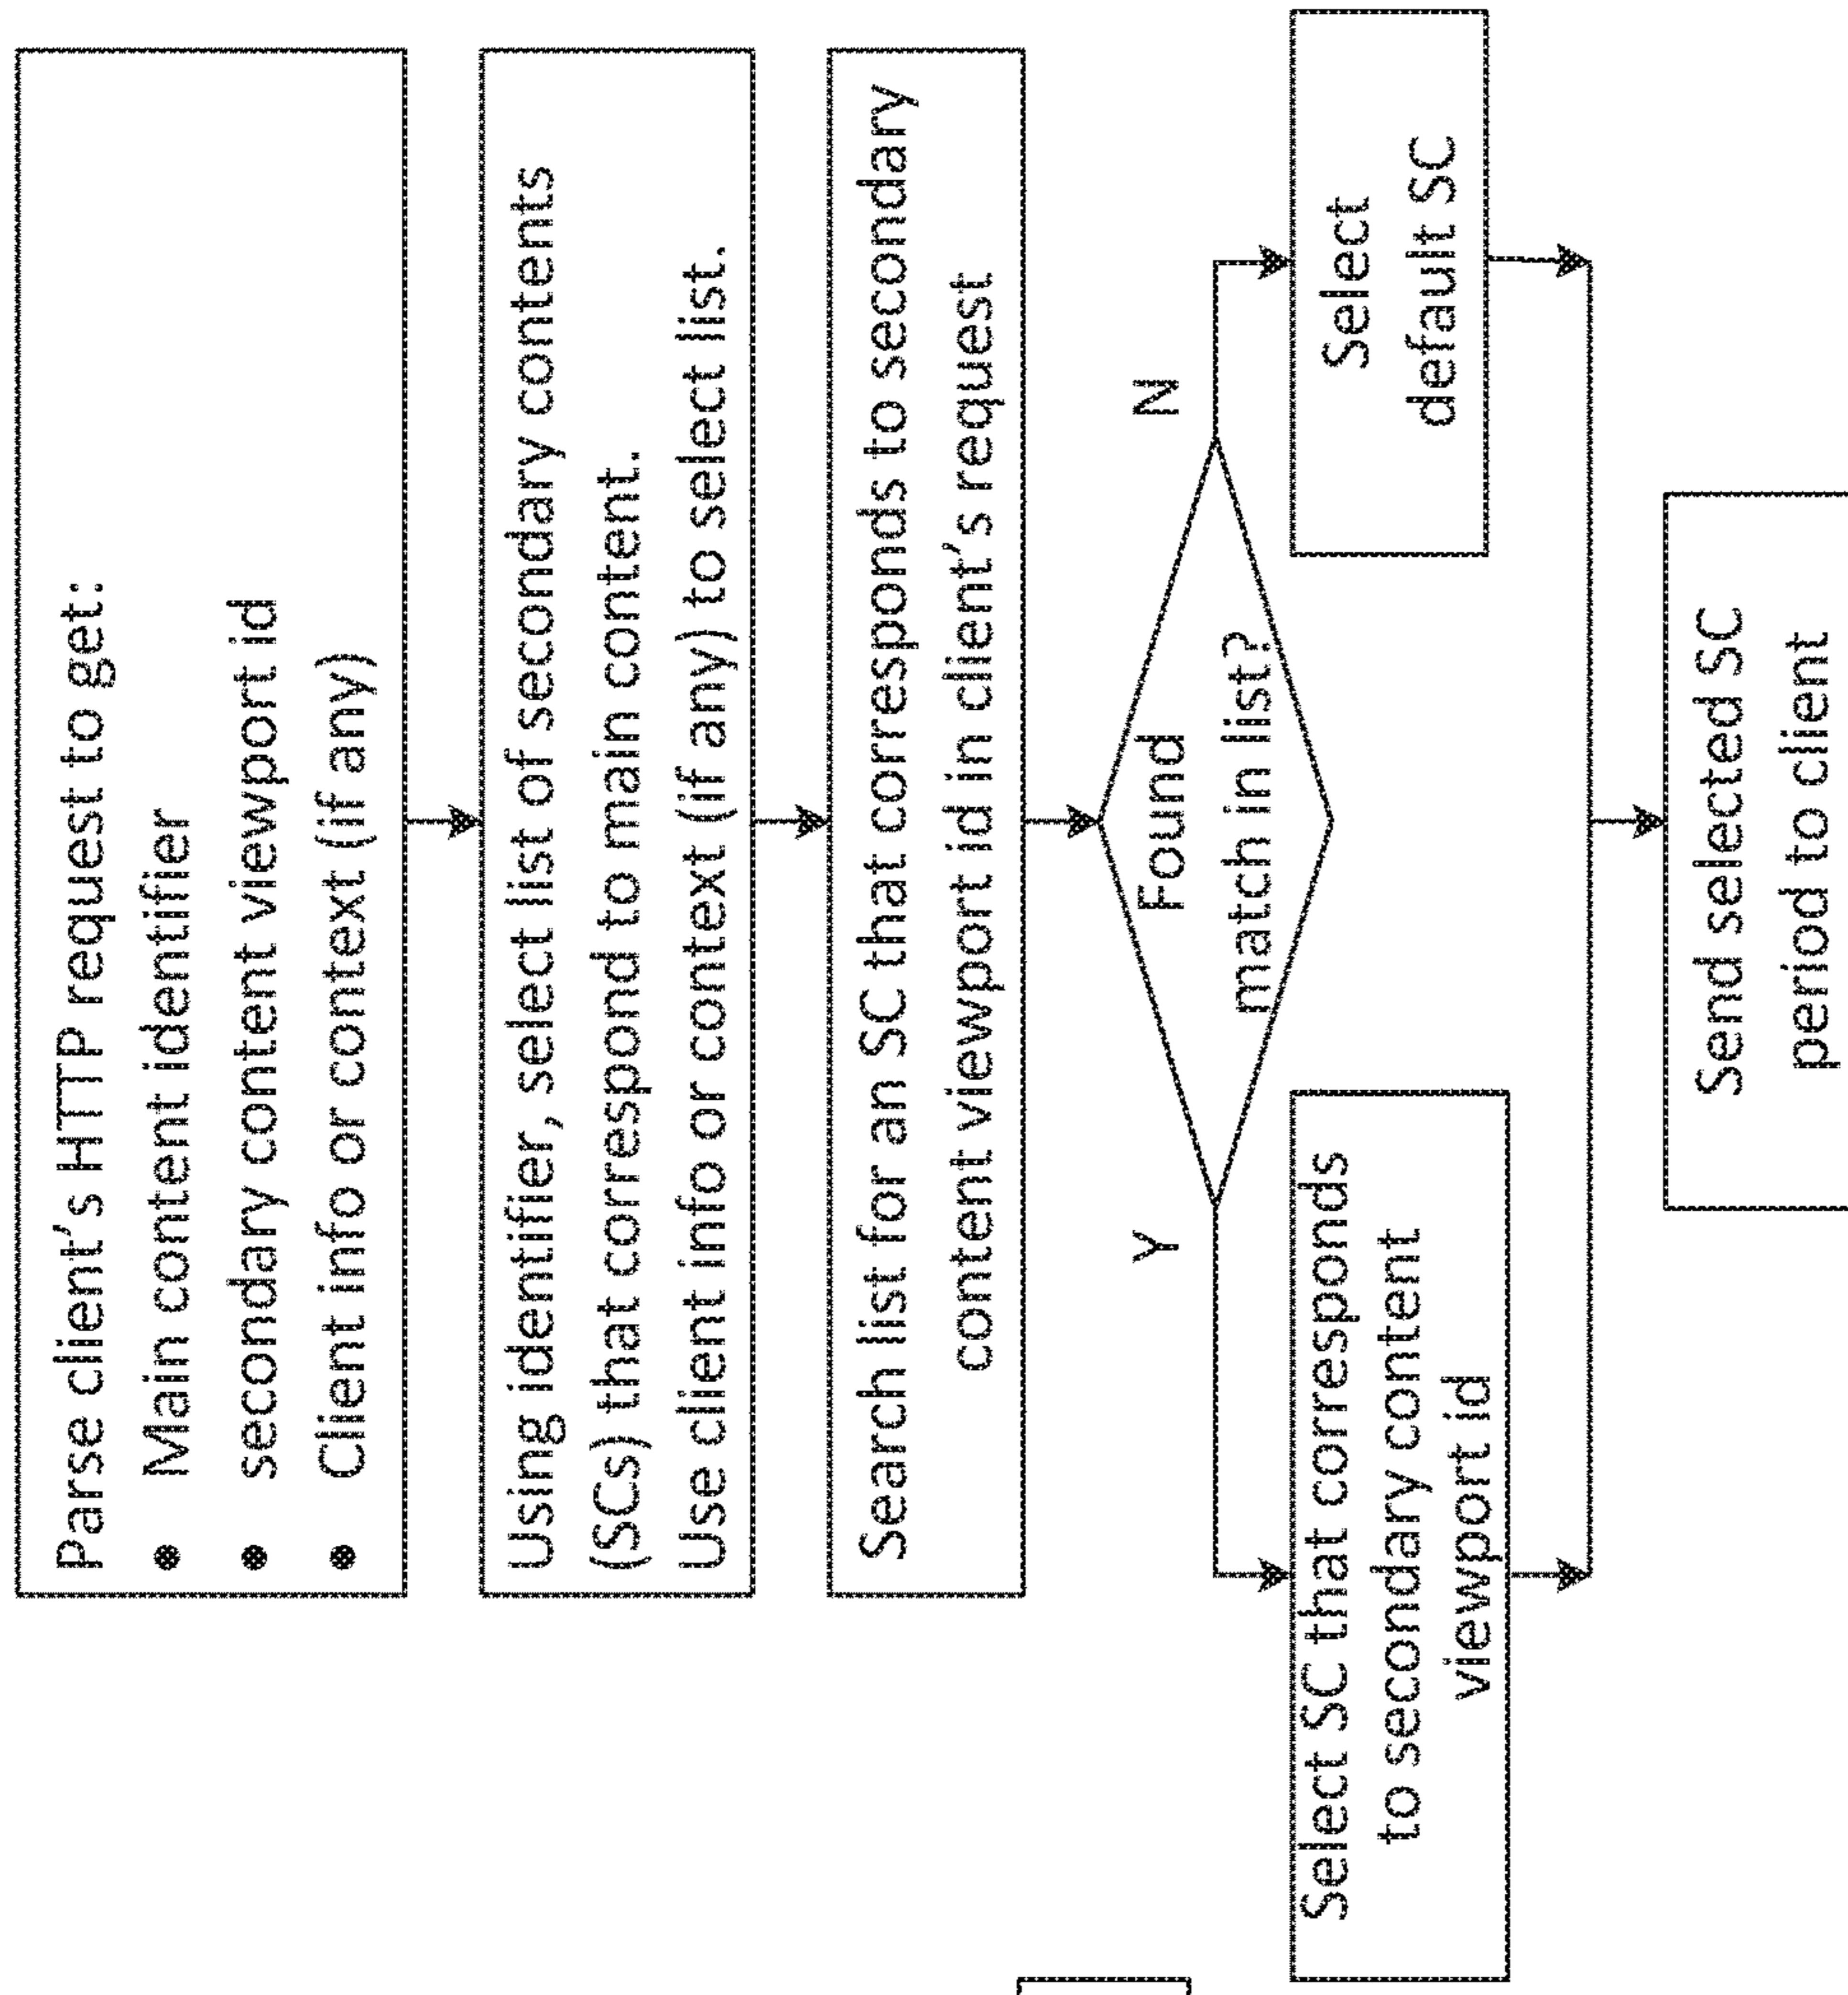 Parse client's HTTP request to get:
● Main content identifier
● secondary content viewport id
● Client info or context (if any)
Using identifier, select list of secondary contents
(SCs) that correspond to main content.
Use client info or context (if any) to select list.
Search list for an SC that corresponds to secondary
content viewport id in client's request
Found
match in list?
Y
N
Select SC that corresponds
to secondary content
viewport id
Select
default SC
Send selected SC
period to client